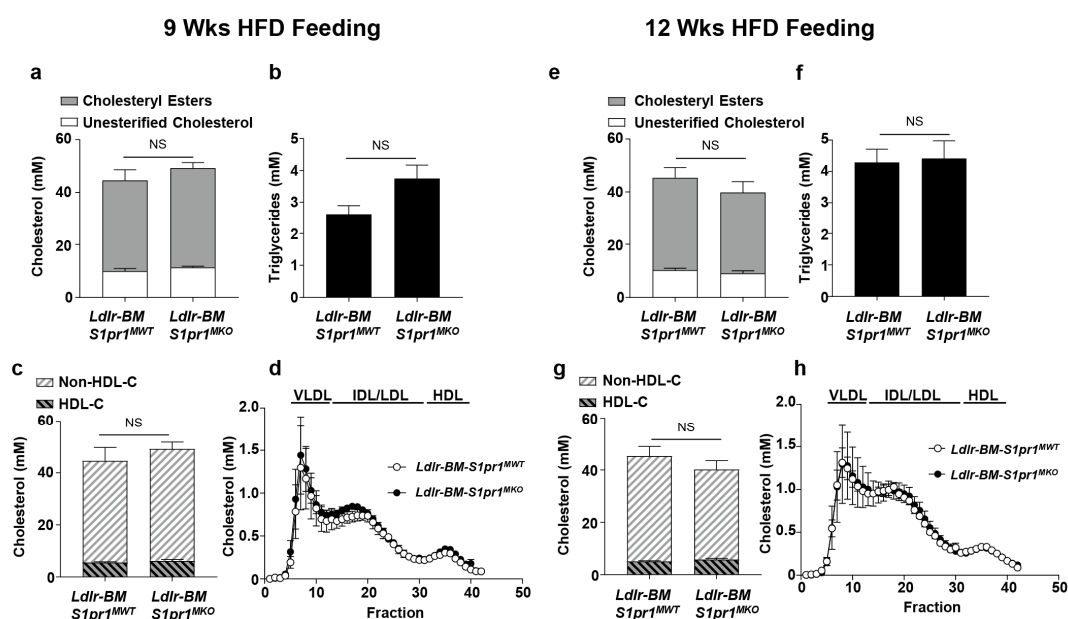 9 Wks HFD Feeding
12 Wks HFD Feeding
a
Cholesteryl Esters
Unesterified Cholesterol
60
40
20
0
Cholesterol (mM)
NS
Ldlr-BM
S1pr1MWT
Ldlr-BM
S1pr1MKO
b
5
4
3
2
1
0
Triglycerides (mM)
NS
Ldlr-BM
S1pr1MWT
Ldlr-BM
S1pr1MKO
e
Cholesteryl Esters
Unesterified Cholesterol
60
40
20
0
Cholesterol (mM)
NS
Ldlr-BM
S1pr1MWT
Ldlr-BM
S1pr1MKO
f
5
4
3
2
1
0
Triglycerides (mM)
NS
Ldlr-BM
S1pr1MWT
Ldlr-BM
S1pr1MKO
c
Non-HDL-C
HDL-C
60
40
20
0
Cholesterol (mM)
NS
Ldlr-BM
S1pr1MWT
Ldlr-BM
S1pr1MKO
d
VLDL IDL/LDL HDL
2.0
1.5
1.0
0.5
0
Cholesterol (mM)
Ldlr-BM-S1pr1MWT
Ldlr-BM-S1pr1MKO
0 10 20 30 40 50
Fraction
g
Non-HDL-C
HDL-C
60
40
20
0
Cholesterol (mM)
NS
Ldlr-BM
S1pr1MWT
Ldlr-BM
S1pr1MKO
h
VLDL IDL/LDL HDL
2.0
1.5
1.0
0.5
0.0
Cholesterol (mM)
Ldlr-BM-S1pr1MWT
Ldlr-BM-S1pr1MKO
0 10 20 30 40 50
Fraction